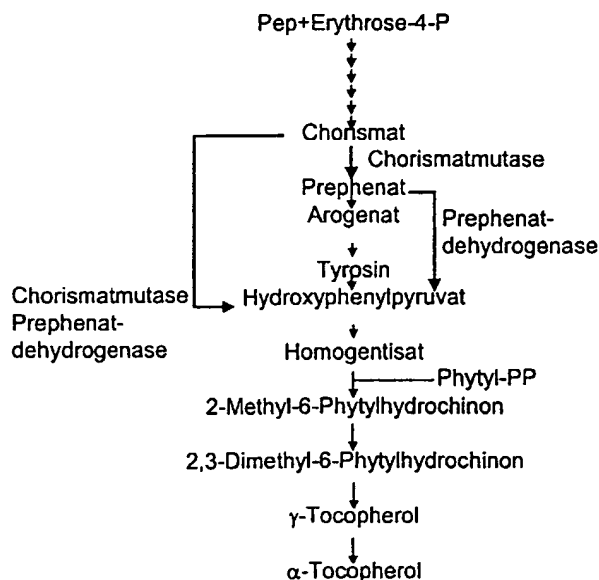 Pep+Erythrose-4-P
Chorismat
Chorismatmutase
Prephenat
Arogenat
Prephenat-
dehydrogenase
Tyrosin
Hydroxyphenylpyruvat
Chorismatmutase
Prephenat-
dehydrogenase
Homogentisat
Phytyl-PP
2-Methyl-6-Phytylhydrochinon
2,3-Dimethyl-6-Phytylhydrochinon
γ-Tocopherol
α-Tocopherol